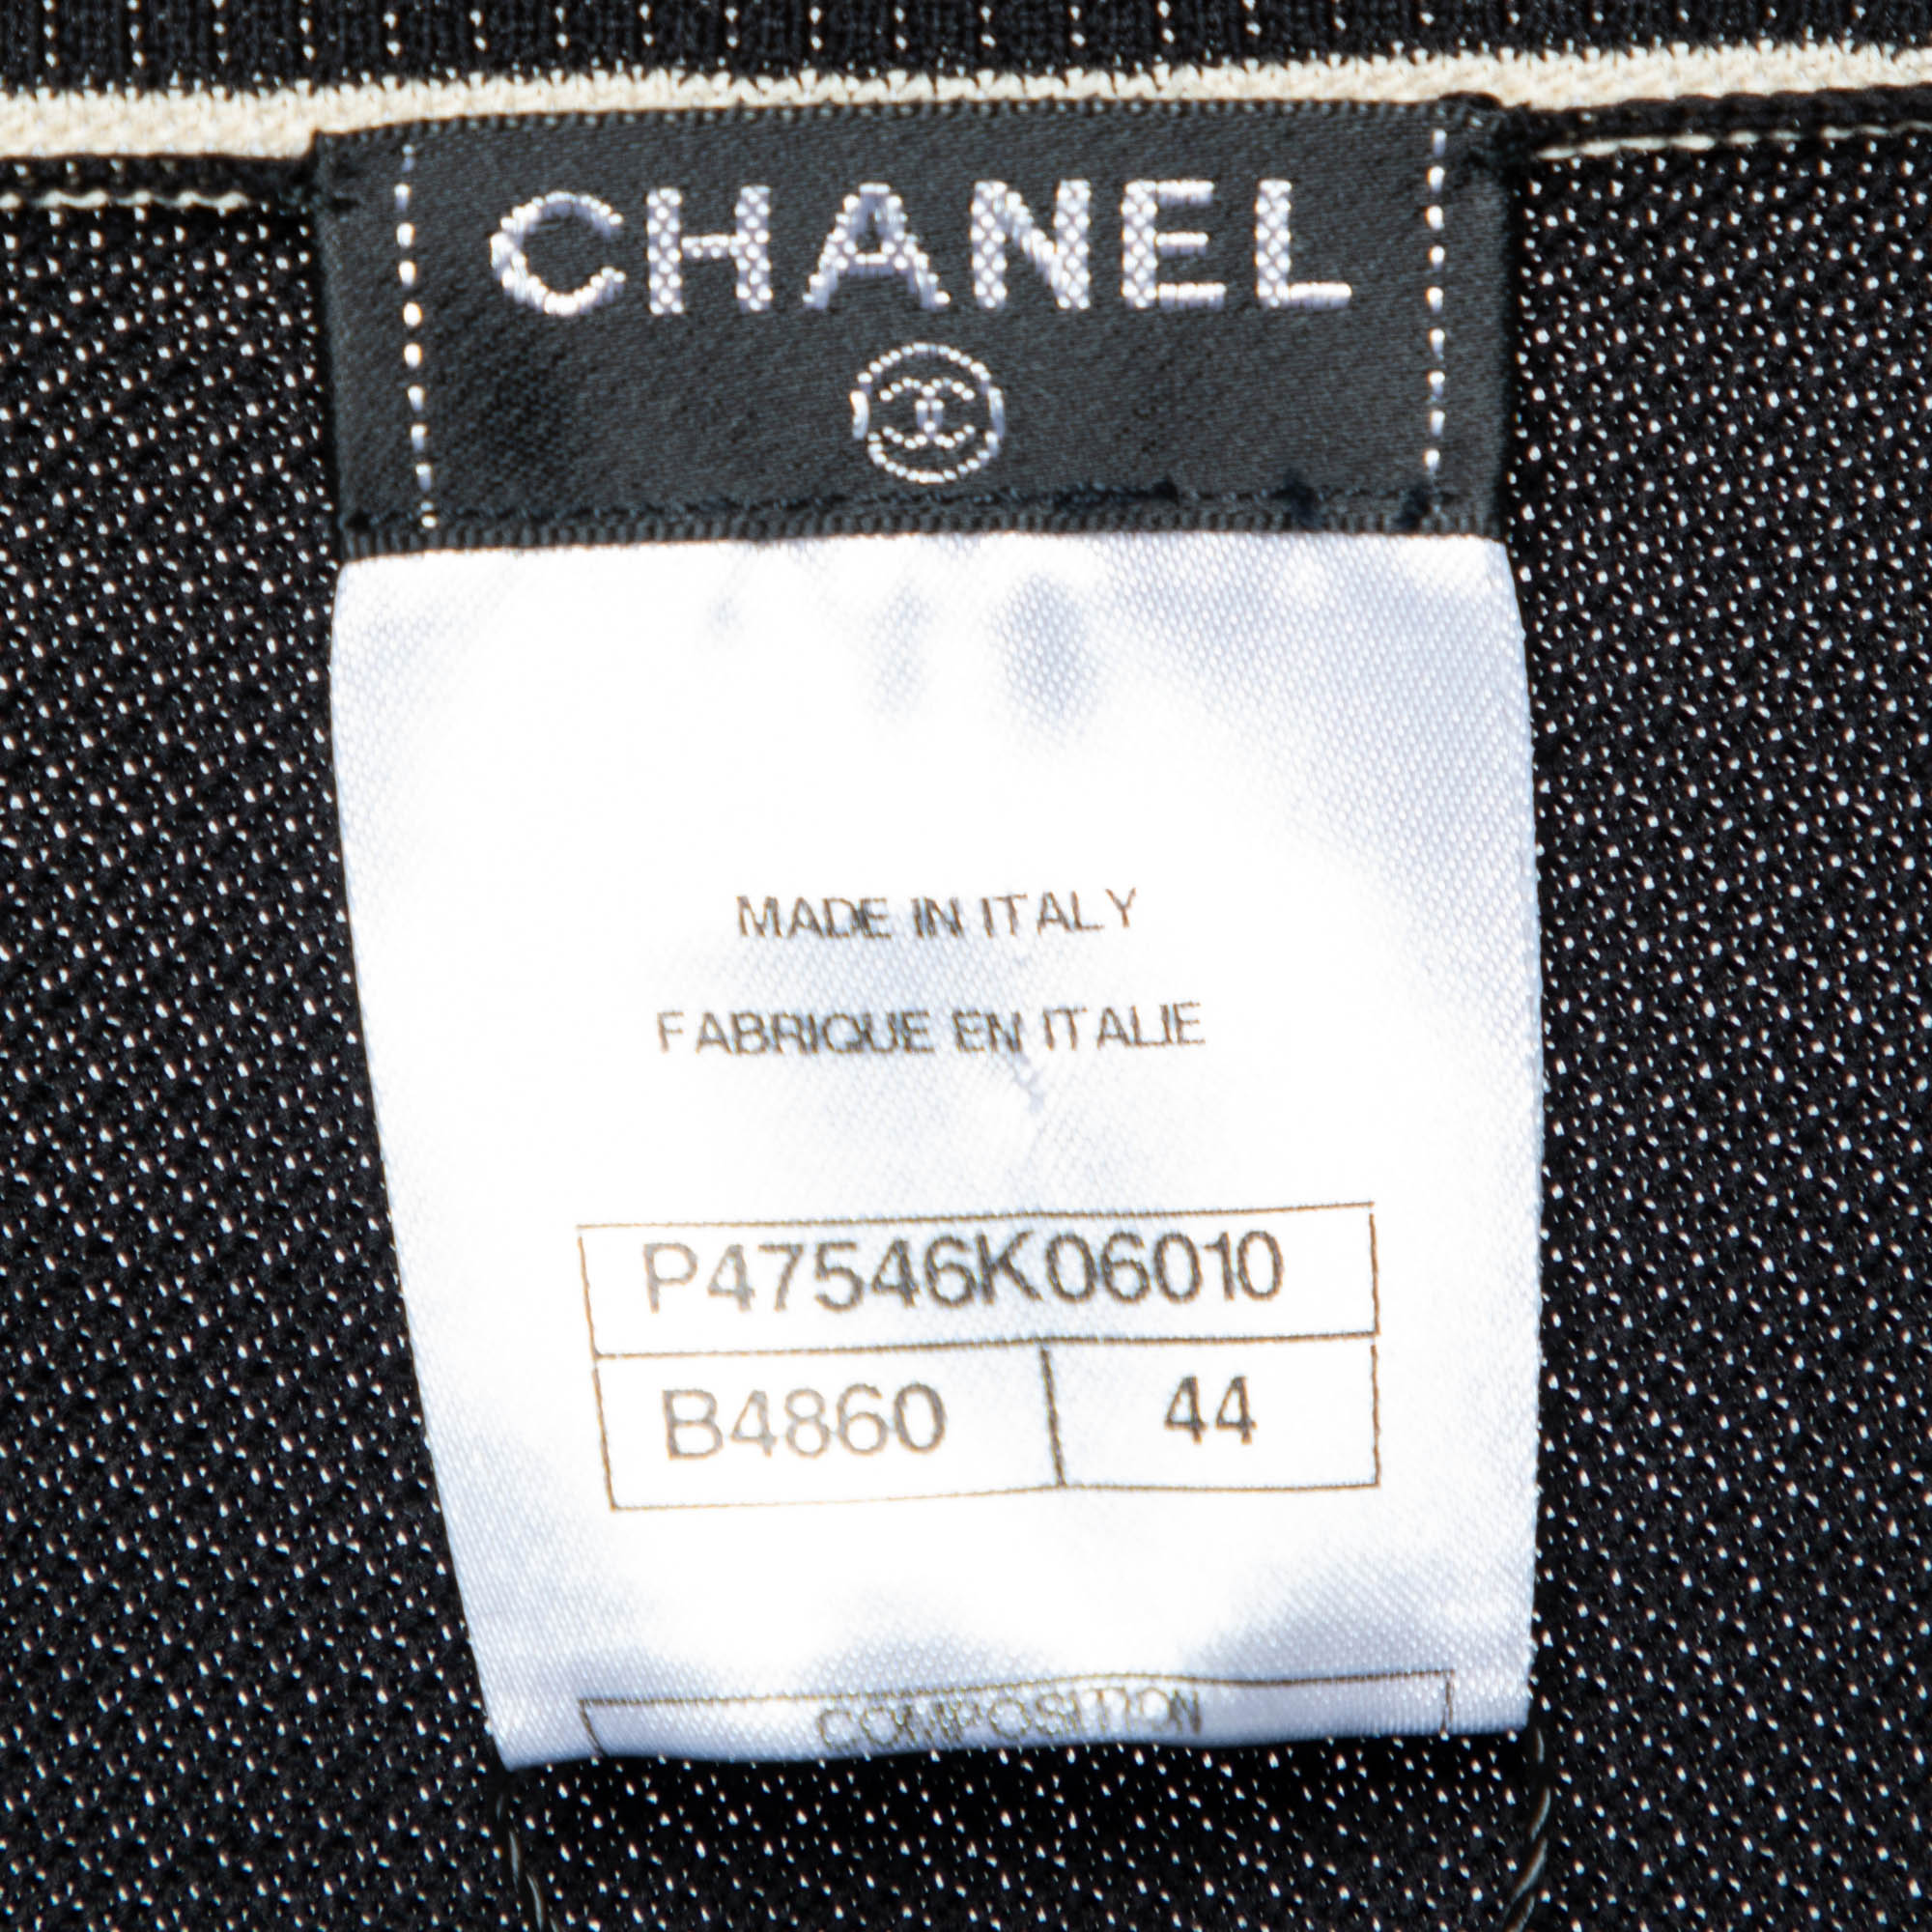 CHANEL
MADE IN ITALY
FABRIQUE EN ITALIE
P47546K06010
B4860 44
COMPOSITION